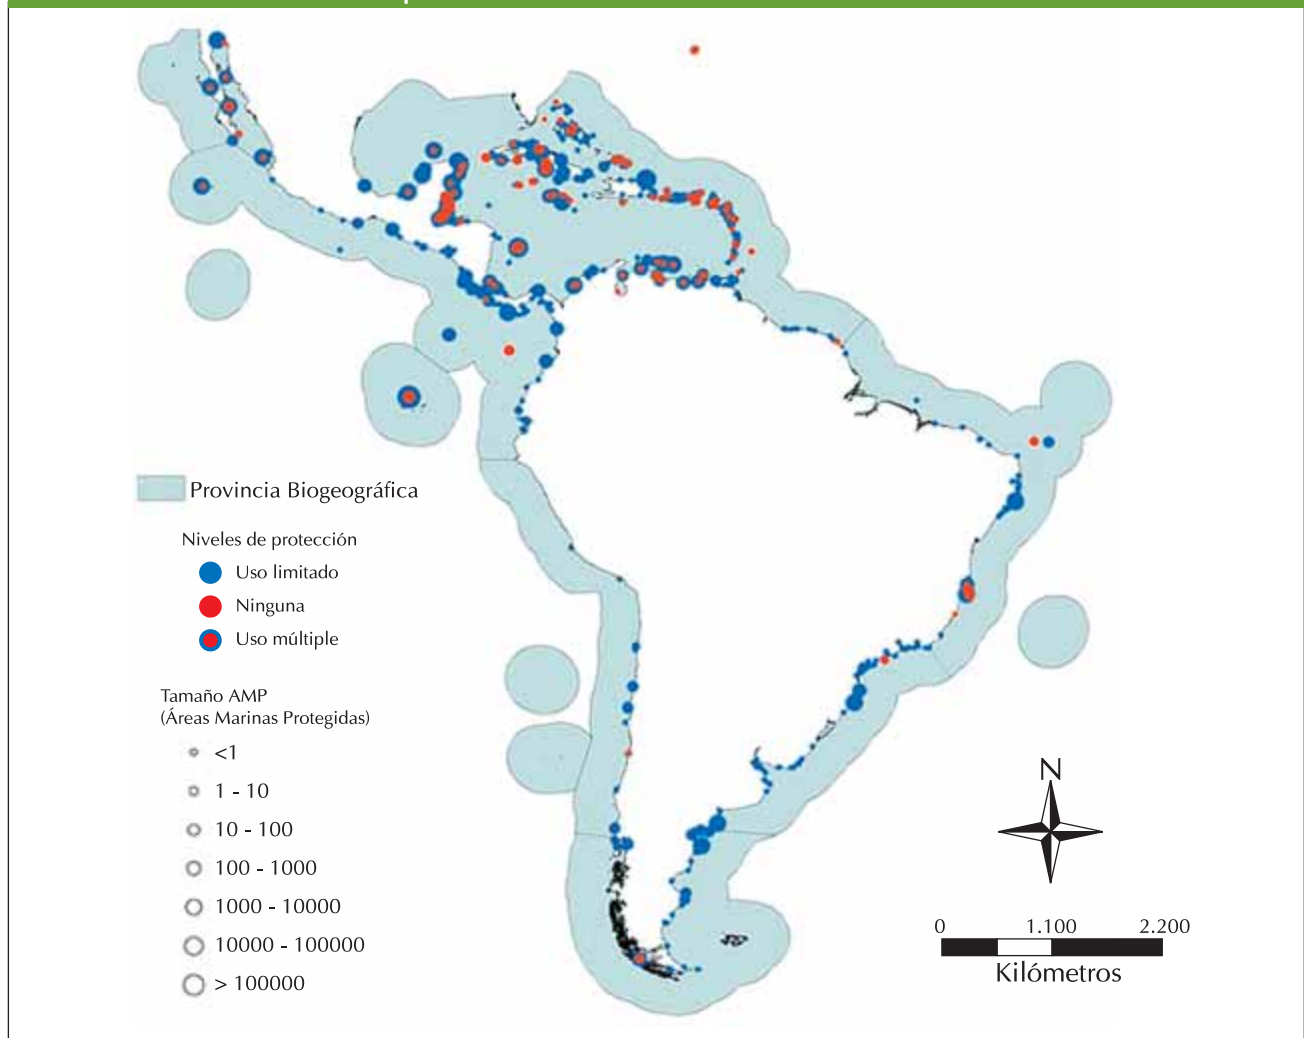 Provincia Biogeográfica
Niveles de protección
Uso limitado
Ninguna
Uso múltiple
Tamaño AMP
(Áreas Marinas Protegidas)
<1
1 - 10
10 - 100
100 - 1000
1000 - 10000
10000 - 100000
> 100000
N
0 1.100 2.200
Kilómetros